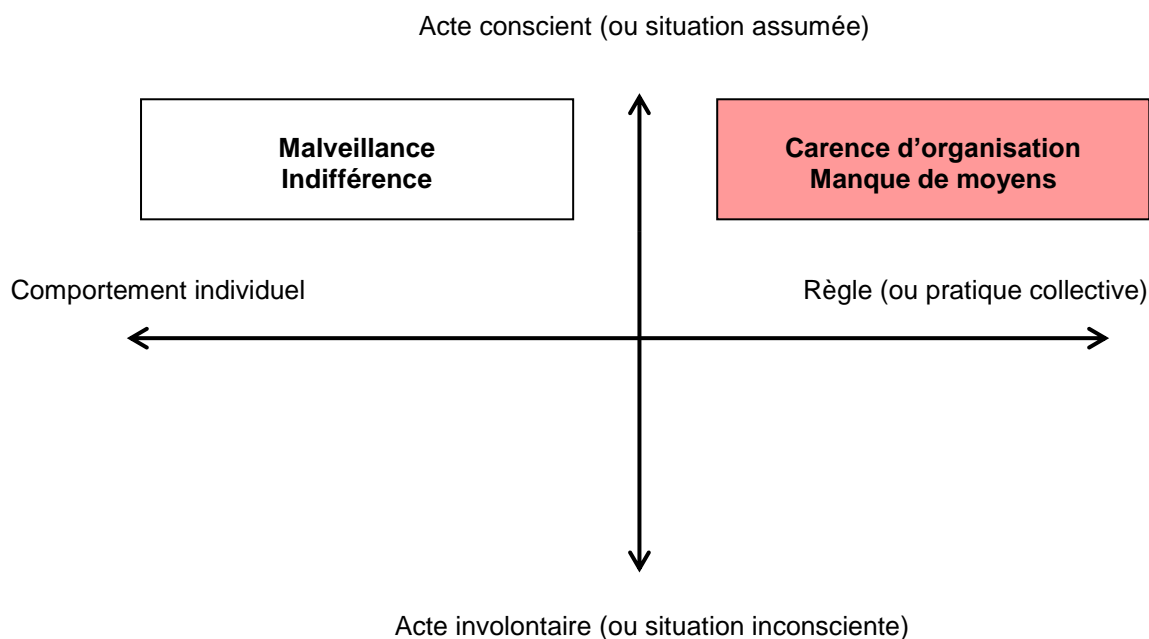 Acte conscient (ou situation assumée)
Malveillance
Indifférence
Carence d’organisation
Manque de moyens
Comportement individuel
Règle (ou pratique collective)
Acte involontaire (ou situation inconsciente)